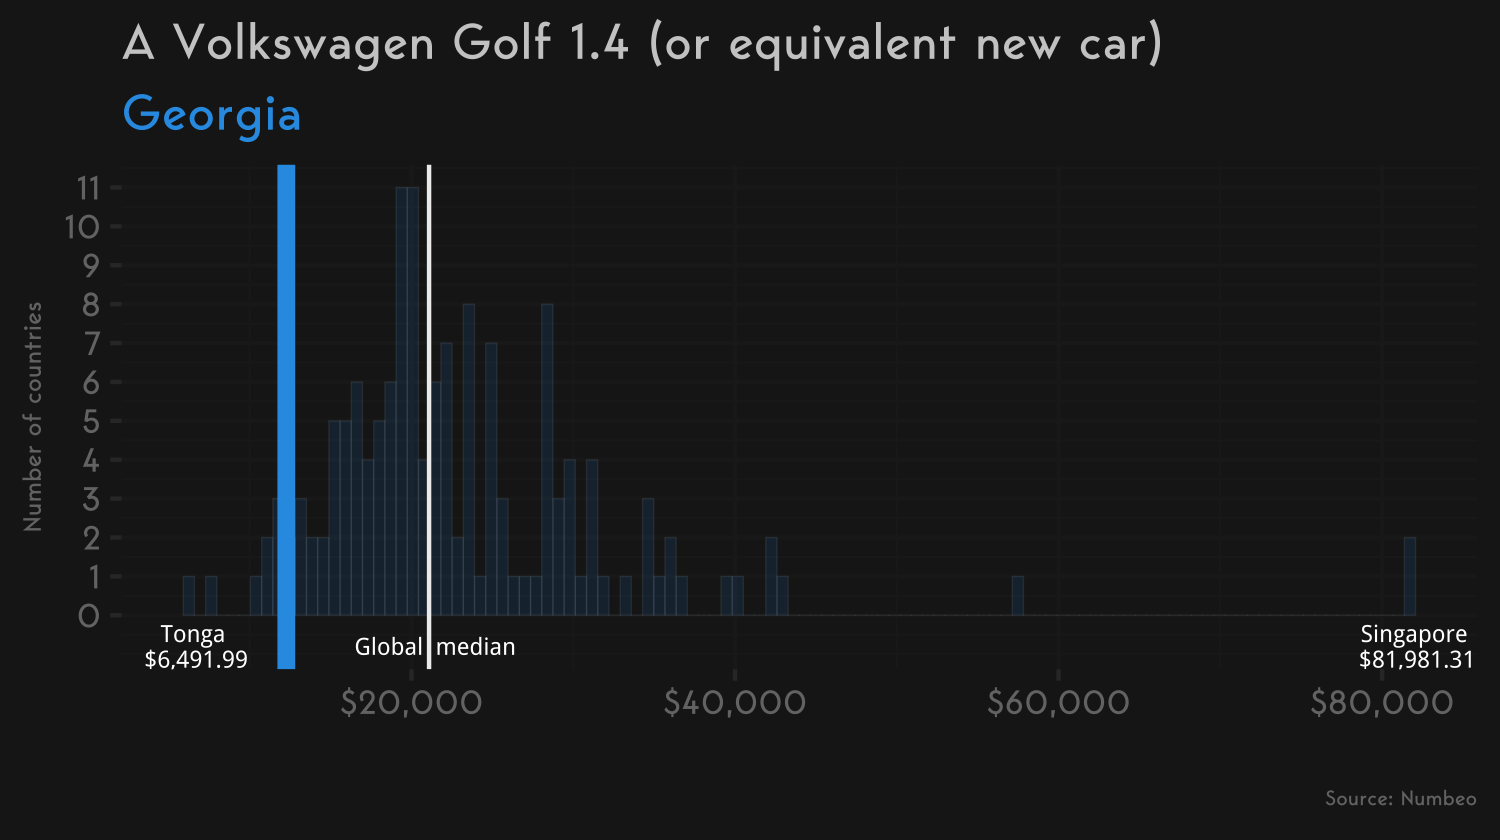 A Volkswagen Golf 1.4 (or equivalent new car)
Georgia
Number of countries
11
10
9
8
7
6
5
4
3
2
1
0
Tonga
$6,491.99
Global median
Singapore
$81,981.31
$20,000 $40,000 $60,000 $80,000
Source: Numbeo